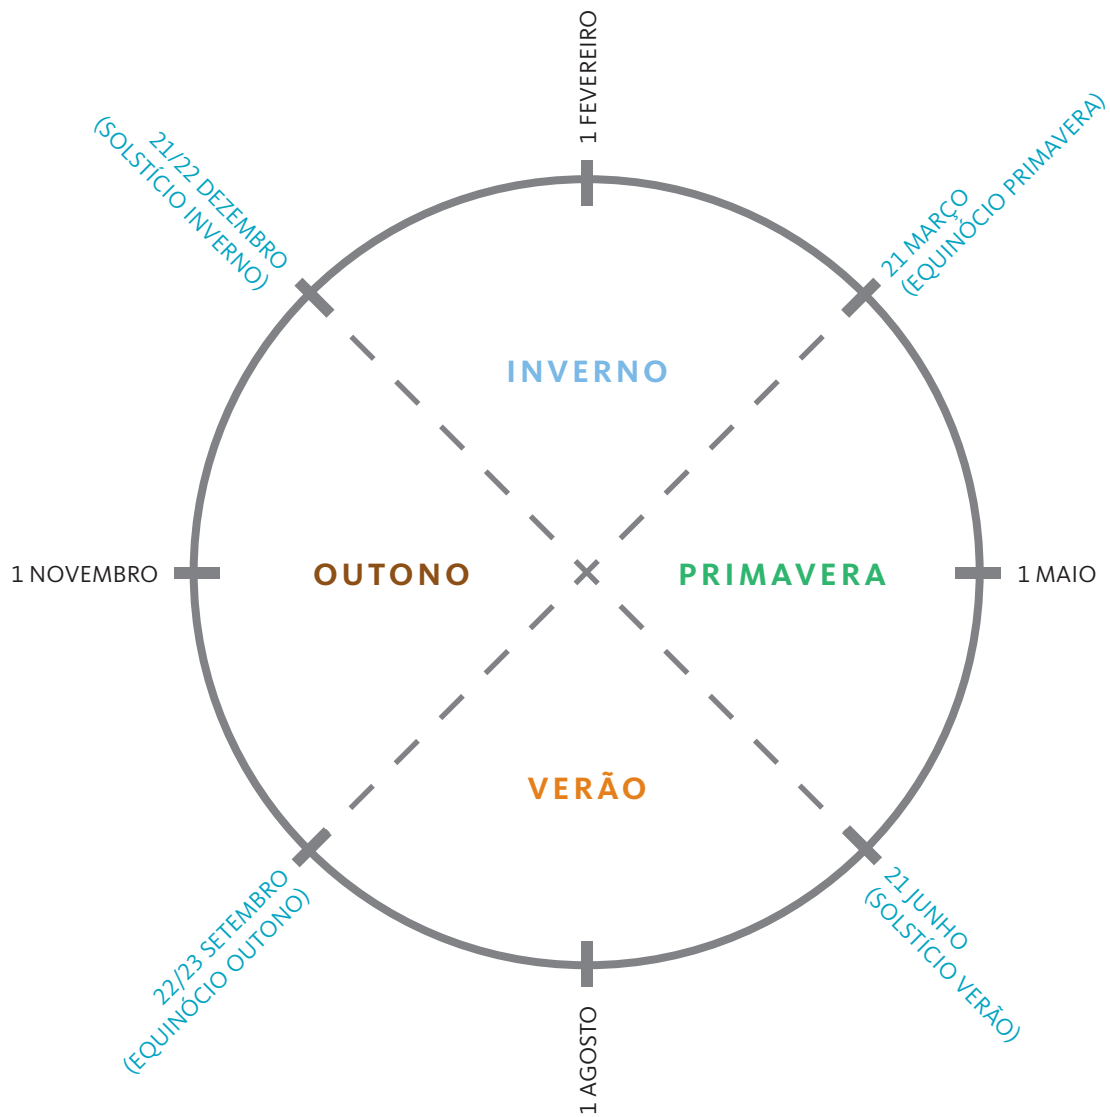 1 FEVEREIRO
21/22 DEZEMBRO
(SOLSTÍCIO INVERNO)
21 MARÇO
(EQUINÓCIO PRIMAVERA)
INVERNO
1 NOVEMBRO
OUTONO
PRIMAVERA
1 MAIO
VERÃO
22/23 SETEMBRO
(EQUINÓCIO OUTONO)
21 JUNHO
(SOLSTÍCIO VERÃO)
1 AGOSTO